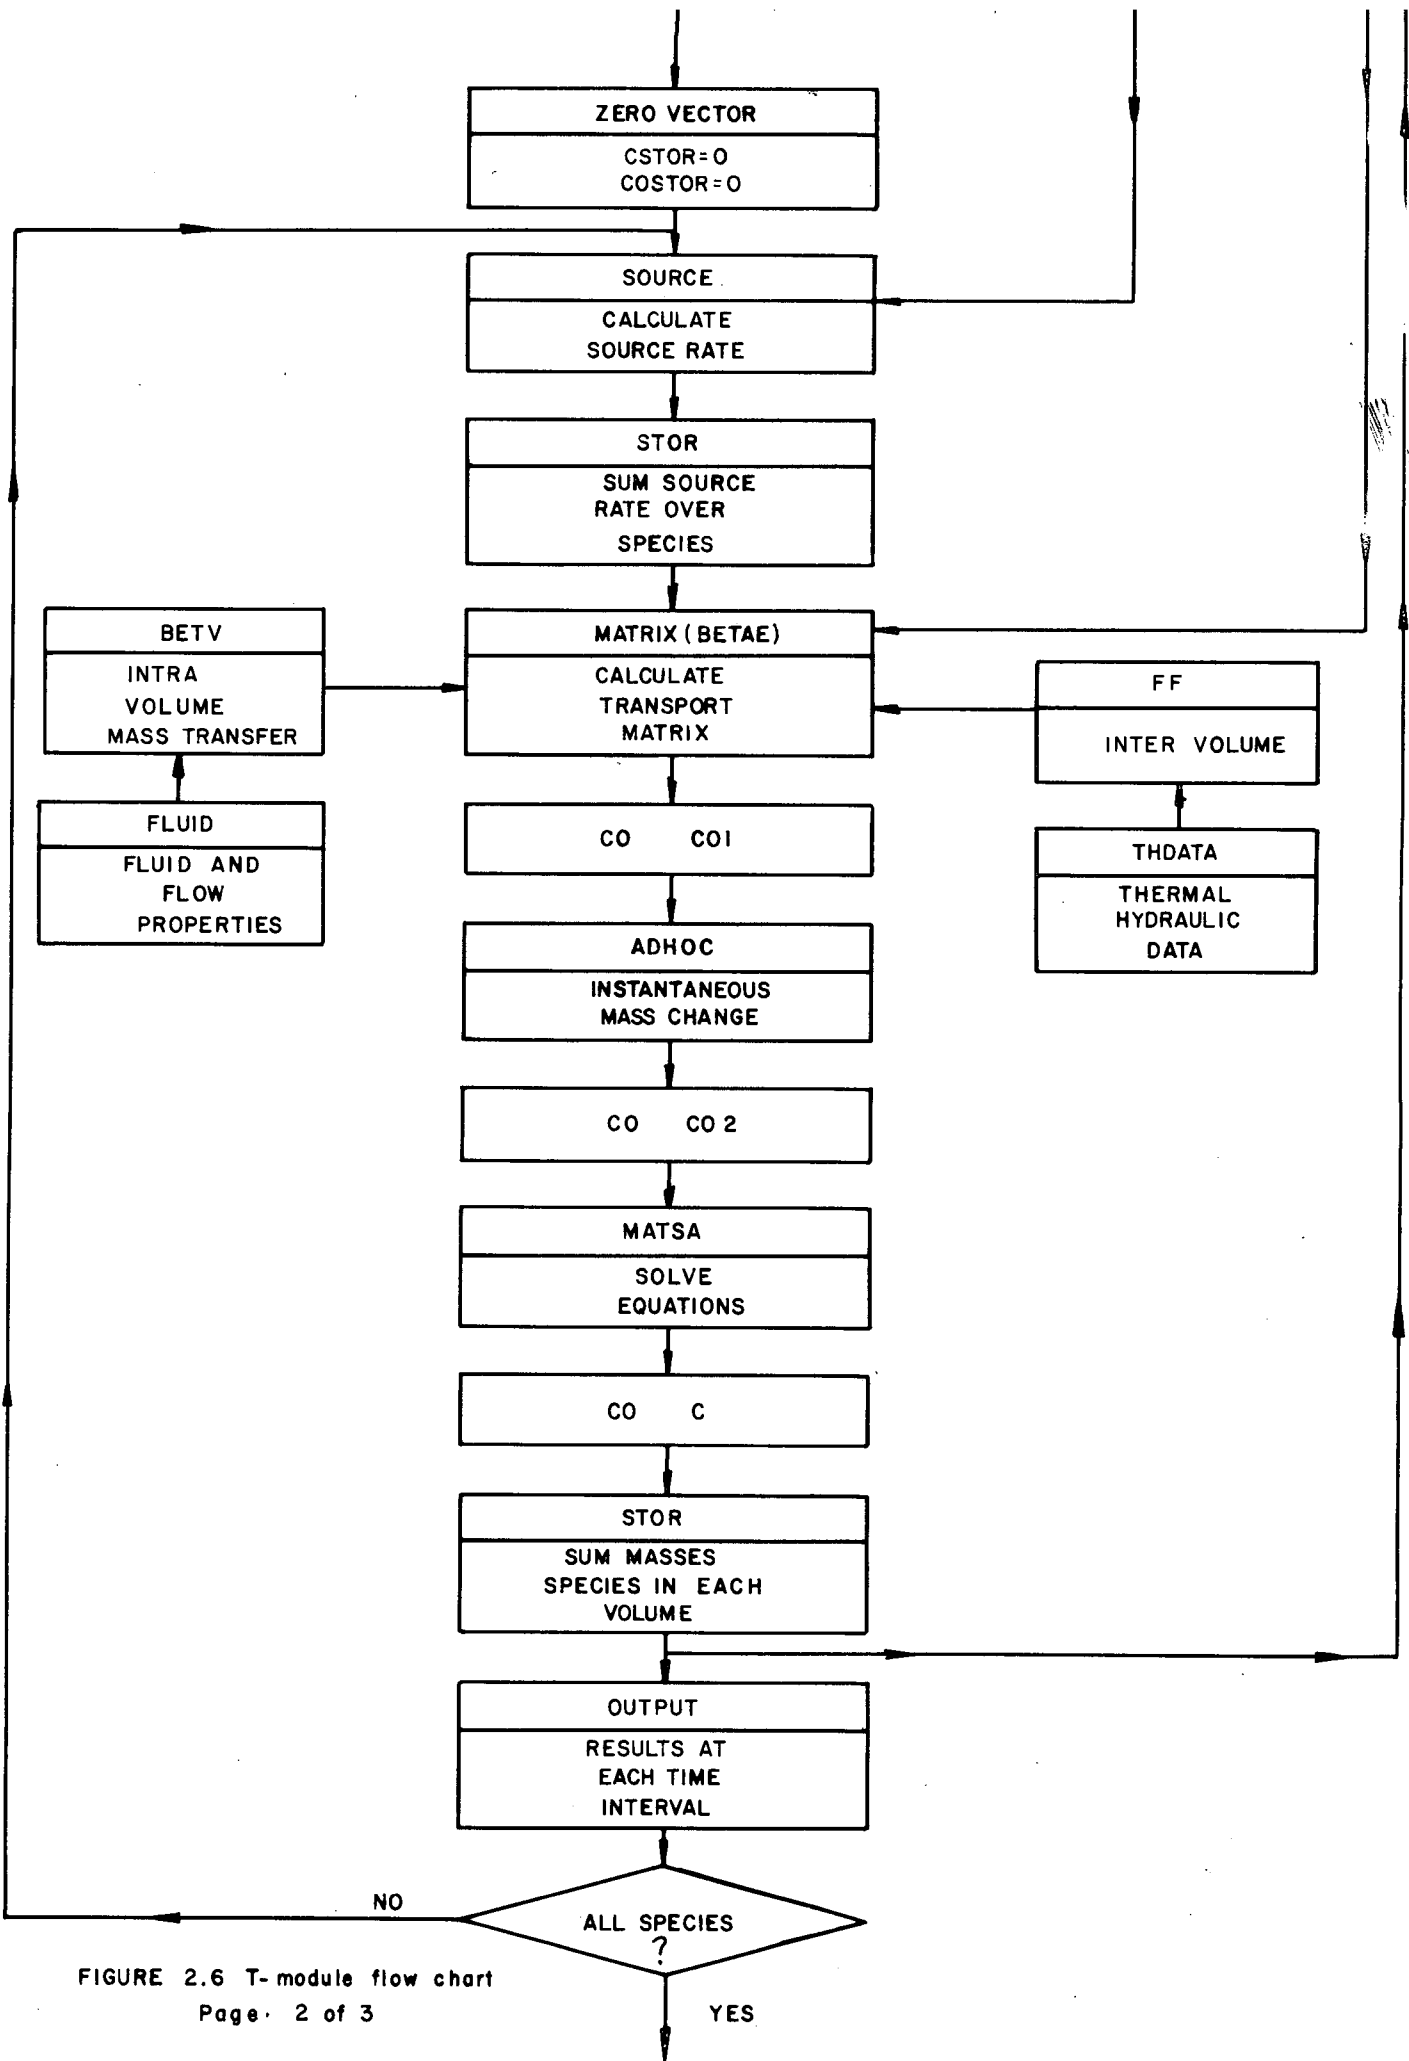 ZERO VECTOR
CSTOR=0
COSTOR=0
SOURCE
CALCULATE
SOURCE RATE
STOR
SUM SOURCE
RATE OVER
SPECIES
BETV
INTRA
VOLUME
MASS TRANSFER
MATRIX (BETAE)
CALCULATE
TRANSPORT
MATRIX
FF
INTER VOLUME
FLUID
FLUID AND
FLOW
PROPERTIES
CO CO1
THDATA
THERMAL
HYDRAULIC
DATA
ADHOC
INSTANTANEOUS
MASS CHANGE
CO CO2
MATSA
SOLVE
EQUATIONS
CO C
STOR
SUM MASSES
SPECIES IN EACH
VOLUME
OUTPUT
RESULTS AT
EACH TIME
INTERVAL
NO
ALL SPECIES
?
YES
FIGURE 2.6 T-module flow chart
Page. 2 of 3